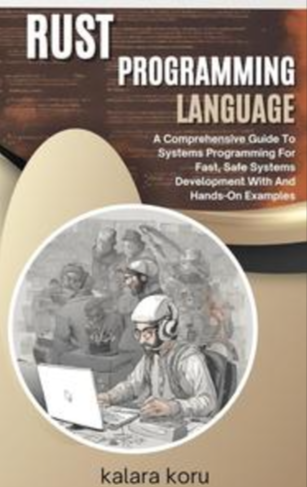 RUST
PROGRAMMING
LANGUAGE
A Comprehensive Guide To
Systems Programming For
Fast, Safe Systems
Development With And
Hands-On Examples
kalara koru